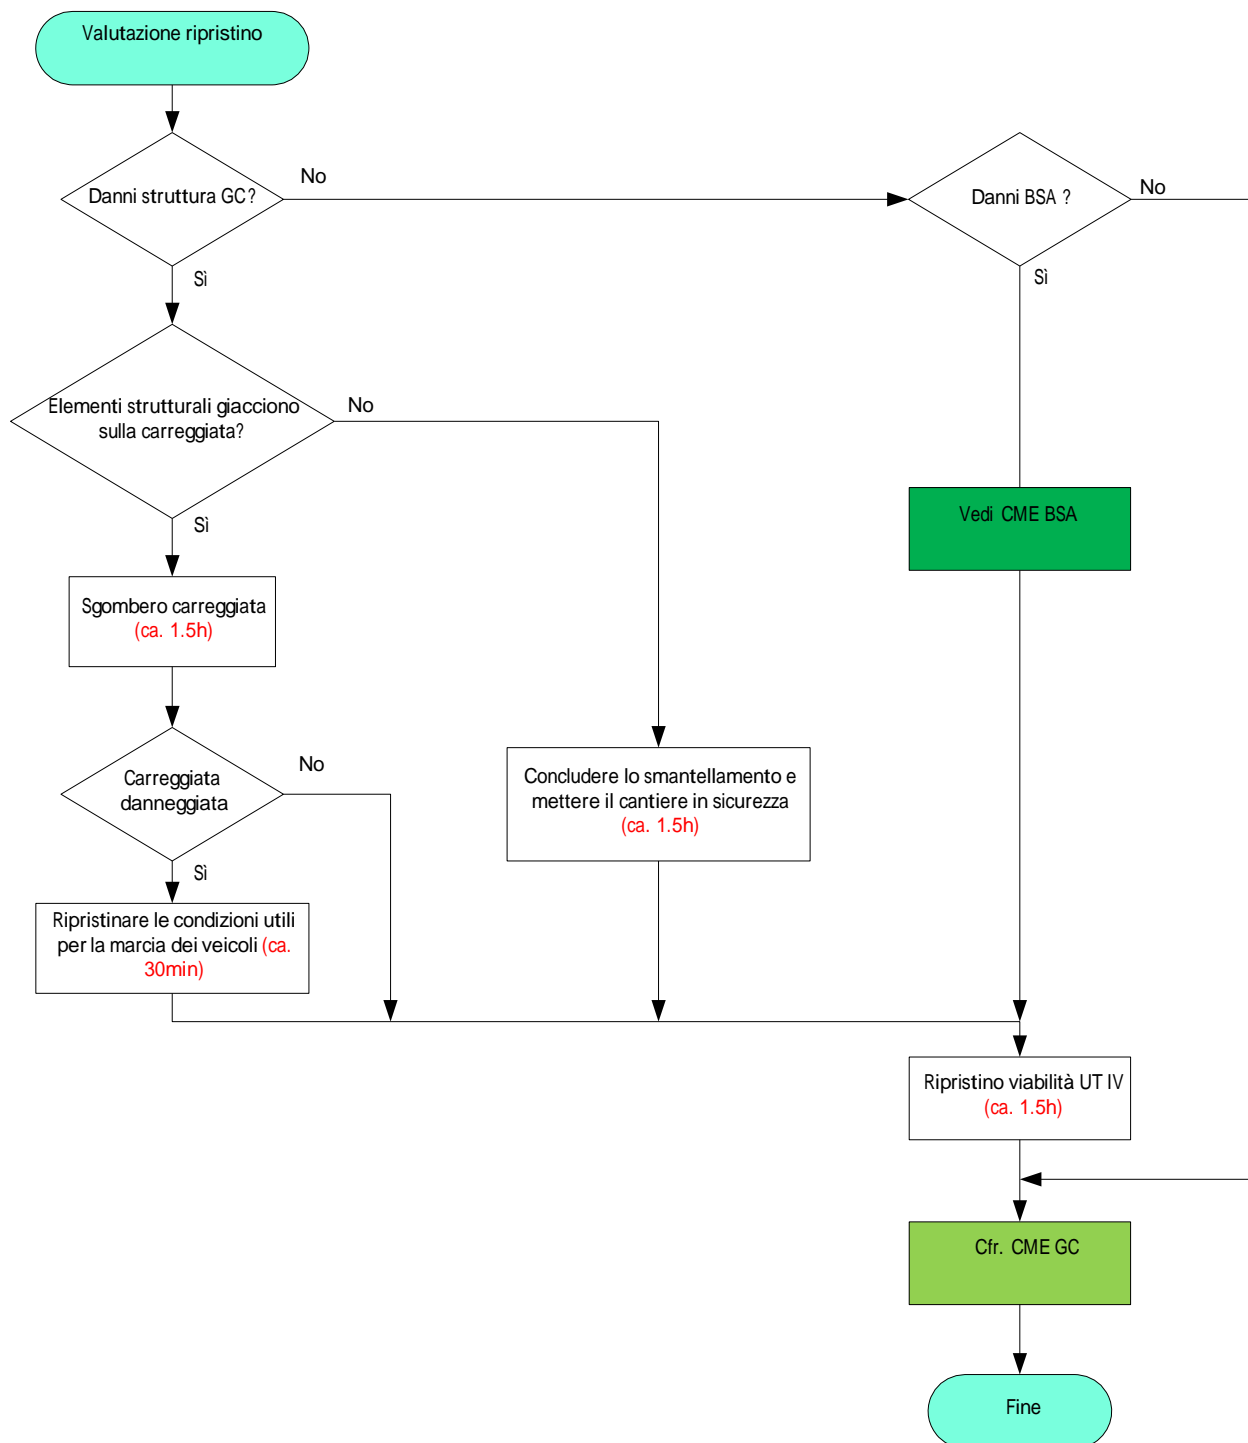 Valutazione ripristino
Danni struttura GC?
No
Danni BSA ?
No
Sì
Sì
Elementi strutturali giacciono
sulla carreggiata?
No
Sì
Vedi CME BSA
Sgombero carreggiata
(ca. 1.5h)
Carreggiata
danneggiata
No
Concludere lo smantellamento e
mettere il cantiere in sicurezza
(ca. 1.5h)
Sì
Ripristinare le condizioni utili
per la marcia dei veicoli (ca.
30min)
Ripristino viabilità UT IV
(ca. 1.5h)
Cfr. CME GC
Fine